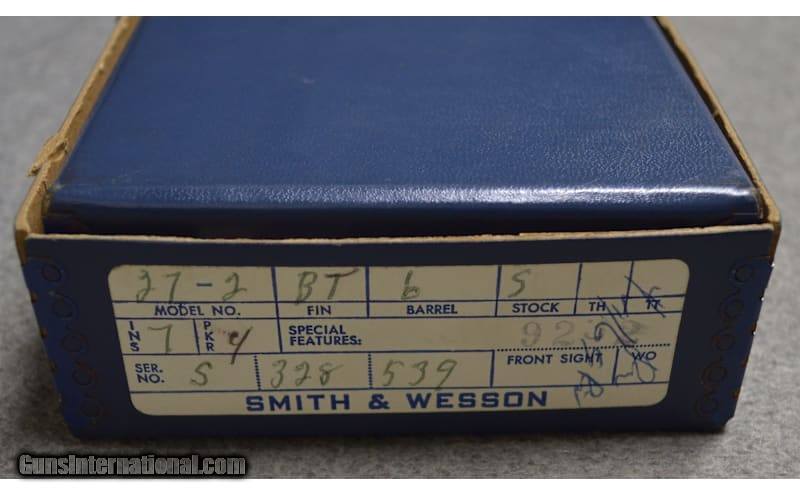 27-2 BT 6 S
MODEL NO. FIN BARREL STOCK TH TT
INS 7 PKR 4 SPECIAL FEATURES:
SER. NO. S 328 539 FRONT SIGHT WO
SMITH & WESSON
GunsInternational.com